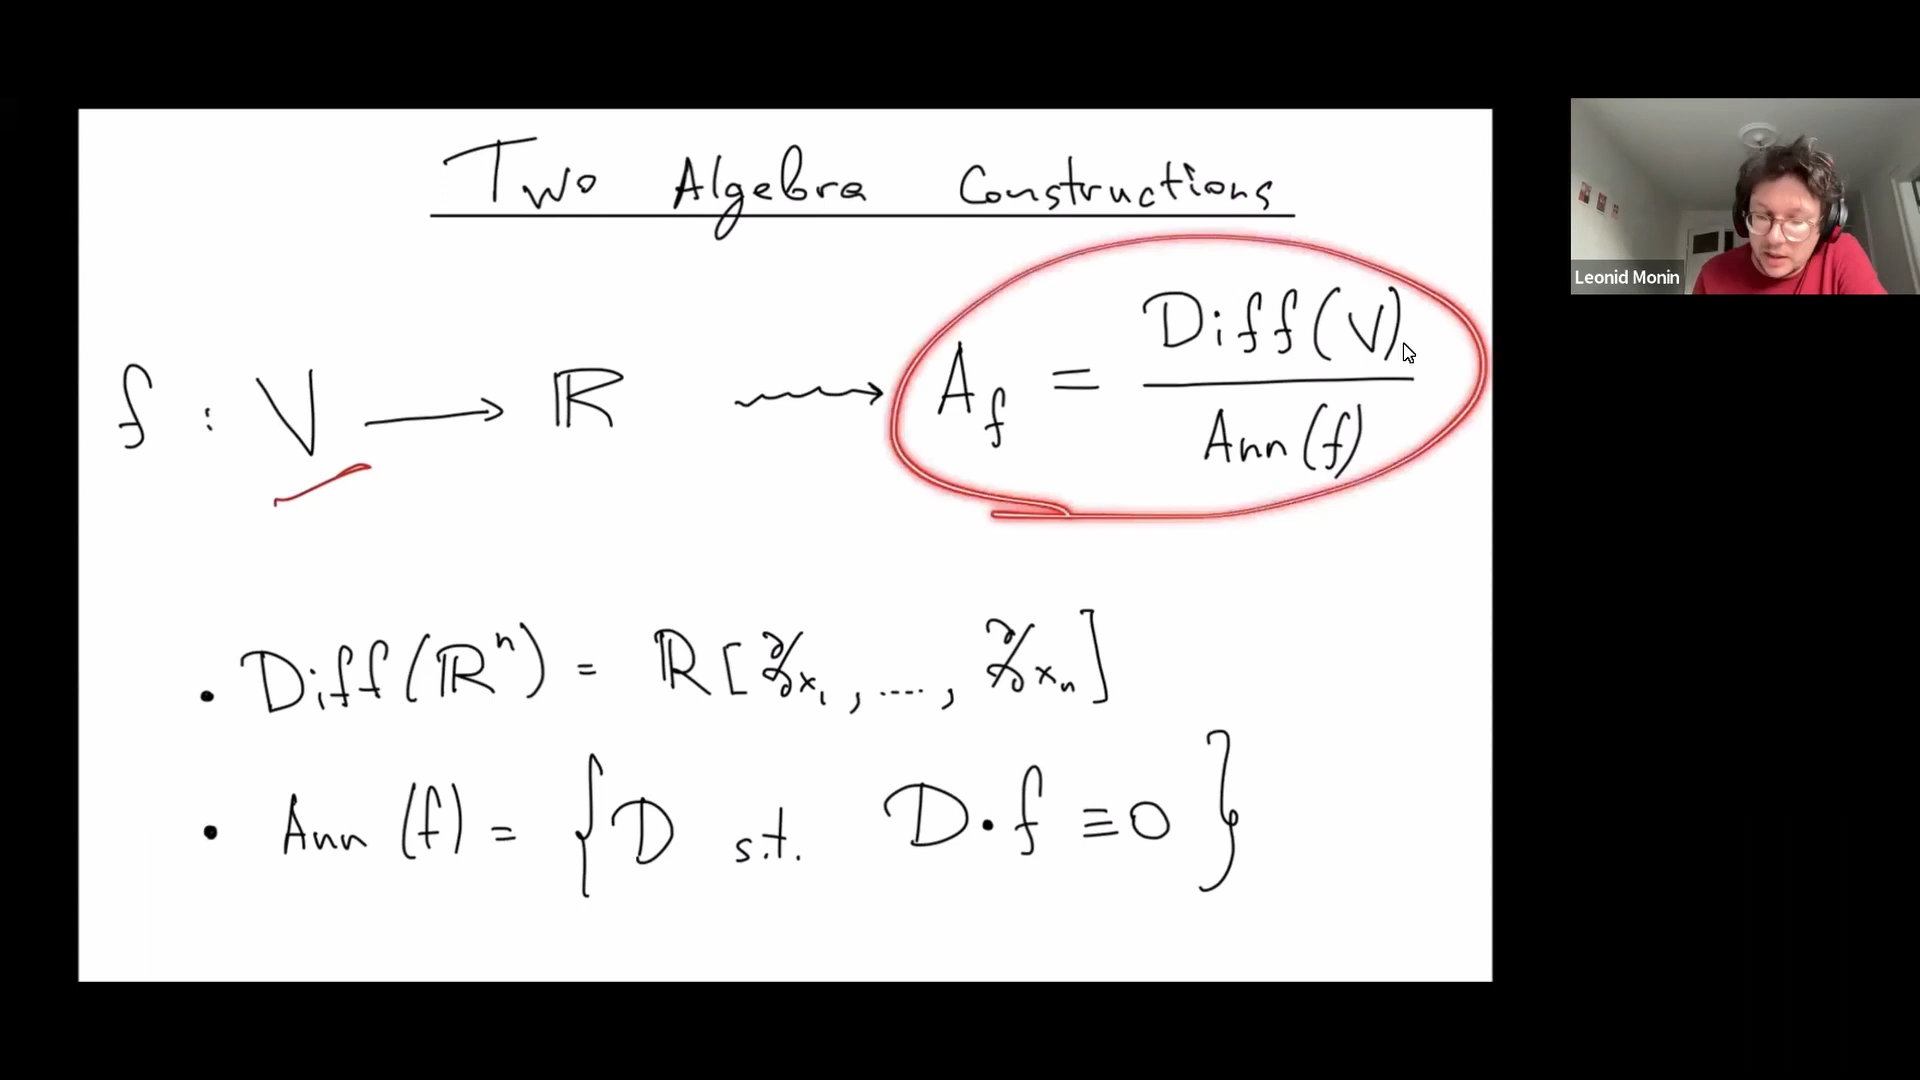 Two Algebra Constructions
f : V ⟶ ℝ ⇝ A_f = Diff(V) / Ann(f)
• Diff(ℝⁿ) = ℝ[∂/∂x₁, ...., ∂/∂xₙ]
• Ann(f) = {D s.t. D•f ≡ 0}
Leonid Monin